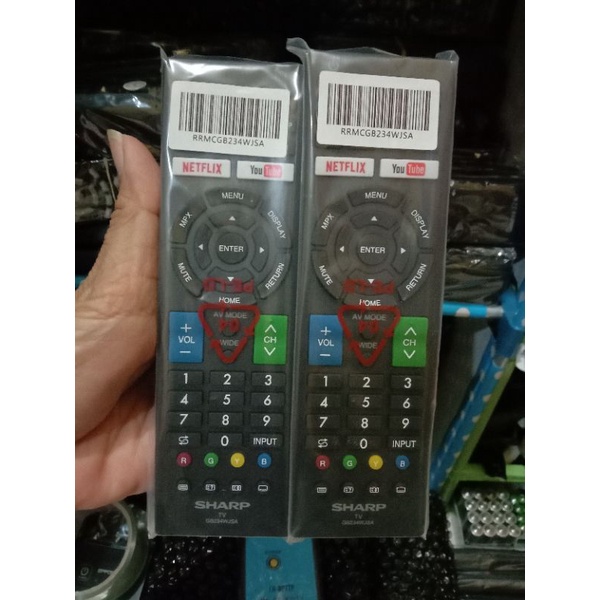 RRMCGB234WJSA
NETFLIX
YouTube
MENU
MPX
DISPLAY
ENTER
MUTE
RETURN
HOME
AV MODE
+
VOL
−
WIDE
CH
1 2 3
4 5 6
7 8 9
0 INPUT
R G Y B
SHARP
TV
GB234WJSA
RRMCGB234WJSA
NETFLIX
YouTube
MENU
MPX
DISPLAY
ENTER
MUTE
RETURN
HOME
AV MODE
+
VOL
−
WIDE
CH
1 2 3
4 5 6
7 8 9
0 INPUT
R G Y B
SHARP
TV
GB234WJSA